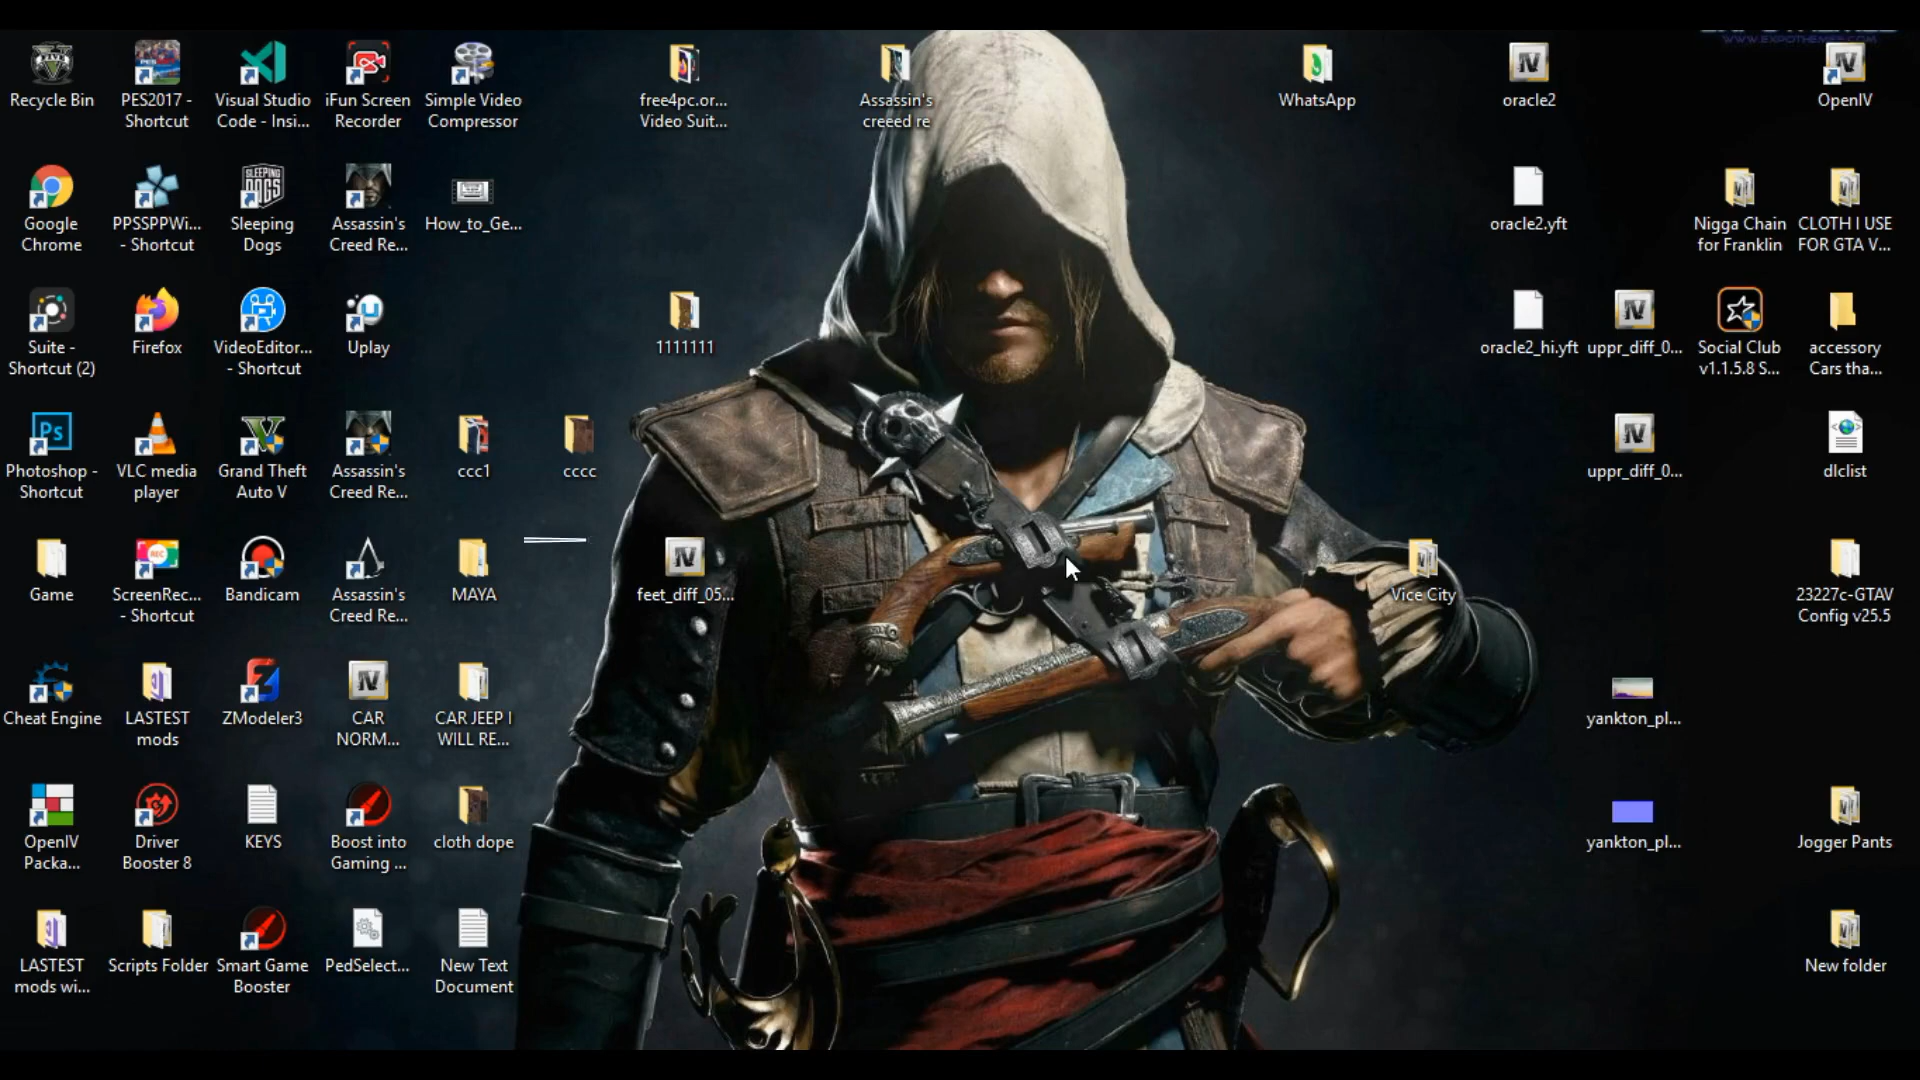 WWW.EXPOTHEMES.COM
Recycle Bin
PES2017 -
Shortcut
Visual Studio
Code - Insi...
iFun Screen
Recorder
Simple Video
Compressor
free4pc.or...
Video Suit...
Assassin's
creeed re
WhatsApp
oracle2
OpenIV
Google
Chrome
PPSSPPWi...
- Shortcut
SLEEPING
DOGS
Sleeping
Dogs
Assassin's
Creed Re...
How_to_Ge...
oracle2.yft
Nigga Chain
for Franklin
CLOTH I USE
FOR GTA V...
Suite -
Shortcut (2)
Firefox
VideoEditor...
- Shortcut
Uplay
1111111
oracle2_hi.yft
uppr_diff_0...
Social Club
v1.1.5.8 S...
accessory
Cars tha...
Ps
Photoshop -
Shortcut
VLC media
player
Grand Theft
Auto V
Assassin's
Creed Re...
ccc1
cccc
uppr_diff_0...
dlclist
Game
REC
ScreenRec...
- Shortcut
Bandicam
Assassin's
Creed Re...
MAYA
feet_diff_05...
Vice City
23227c-GTAV
Config v25.5
Cheat Engine
LASTEST
mods
ZModeler3
CAR
NORM...
CAR JEEP I
WILL RE...
yankton_pl...
OpenIV
Packa...
Driver
Booster 8
KEYS
Boost into
Gaming ...
cloth dope
yankton_pl...
Jogger Pants
LASTEST
mods wi...
Scripts Folder
Smart Game
Booster
PedSelect...
New Text
Document
New folder